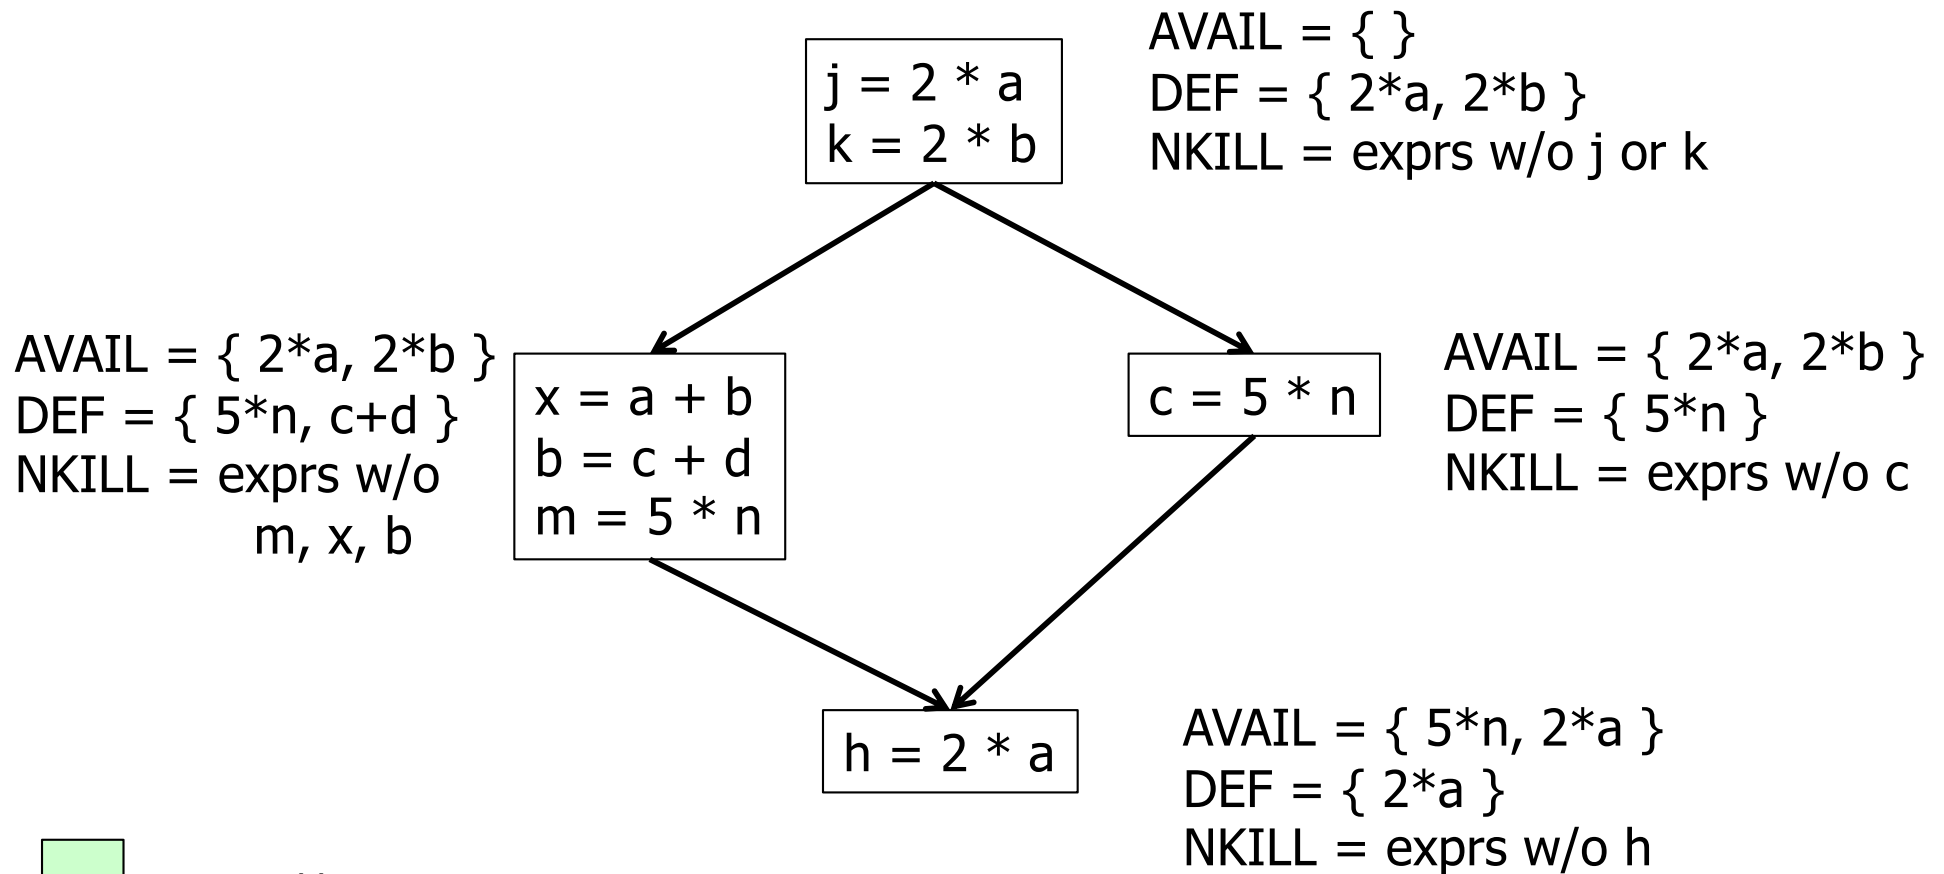 j = 2 * a
k = 2 * b
AVAIL = { }
DEF = { 2*a, 2*b }
NKILL = exprs w/o j or k
AVAIL = { 2*a, 2*b }
DEF = { 5*n, c+d }
NKILL = exprs w/o
m, x, b
x = a + b
b = c + d
m = 5 * n
c = 5 * n
AVAIL = { 2*a, 2*b }
DEF = { 5*n }
NKILL = exprs w/o c
h = 2 * a
AVAIL = { 5*n, 2*a }
DEF = { 2*a }
NKILL = exprs w/o h